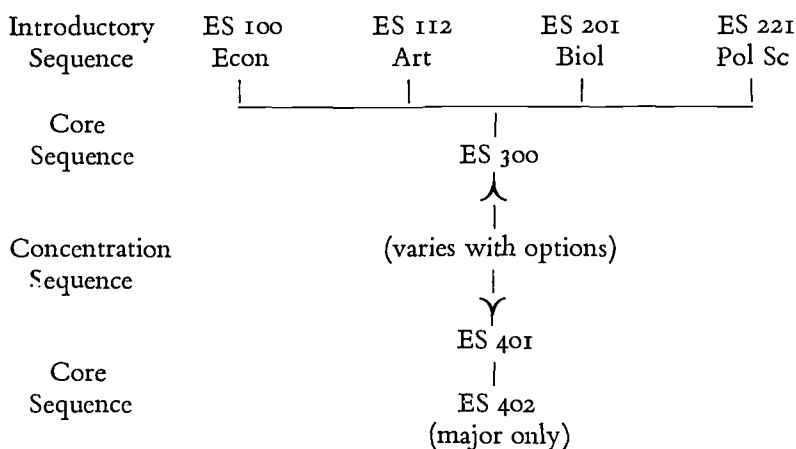 Introductory ES 100 ES 112 ES 201 ES 221
Sequence Econ Art Biol Pol Sc
Core
Sequence ES 300
Concentration (varies with options)
Sequence
ES 401
Core
Sequence ES 402
(major only)